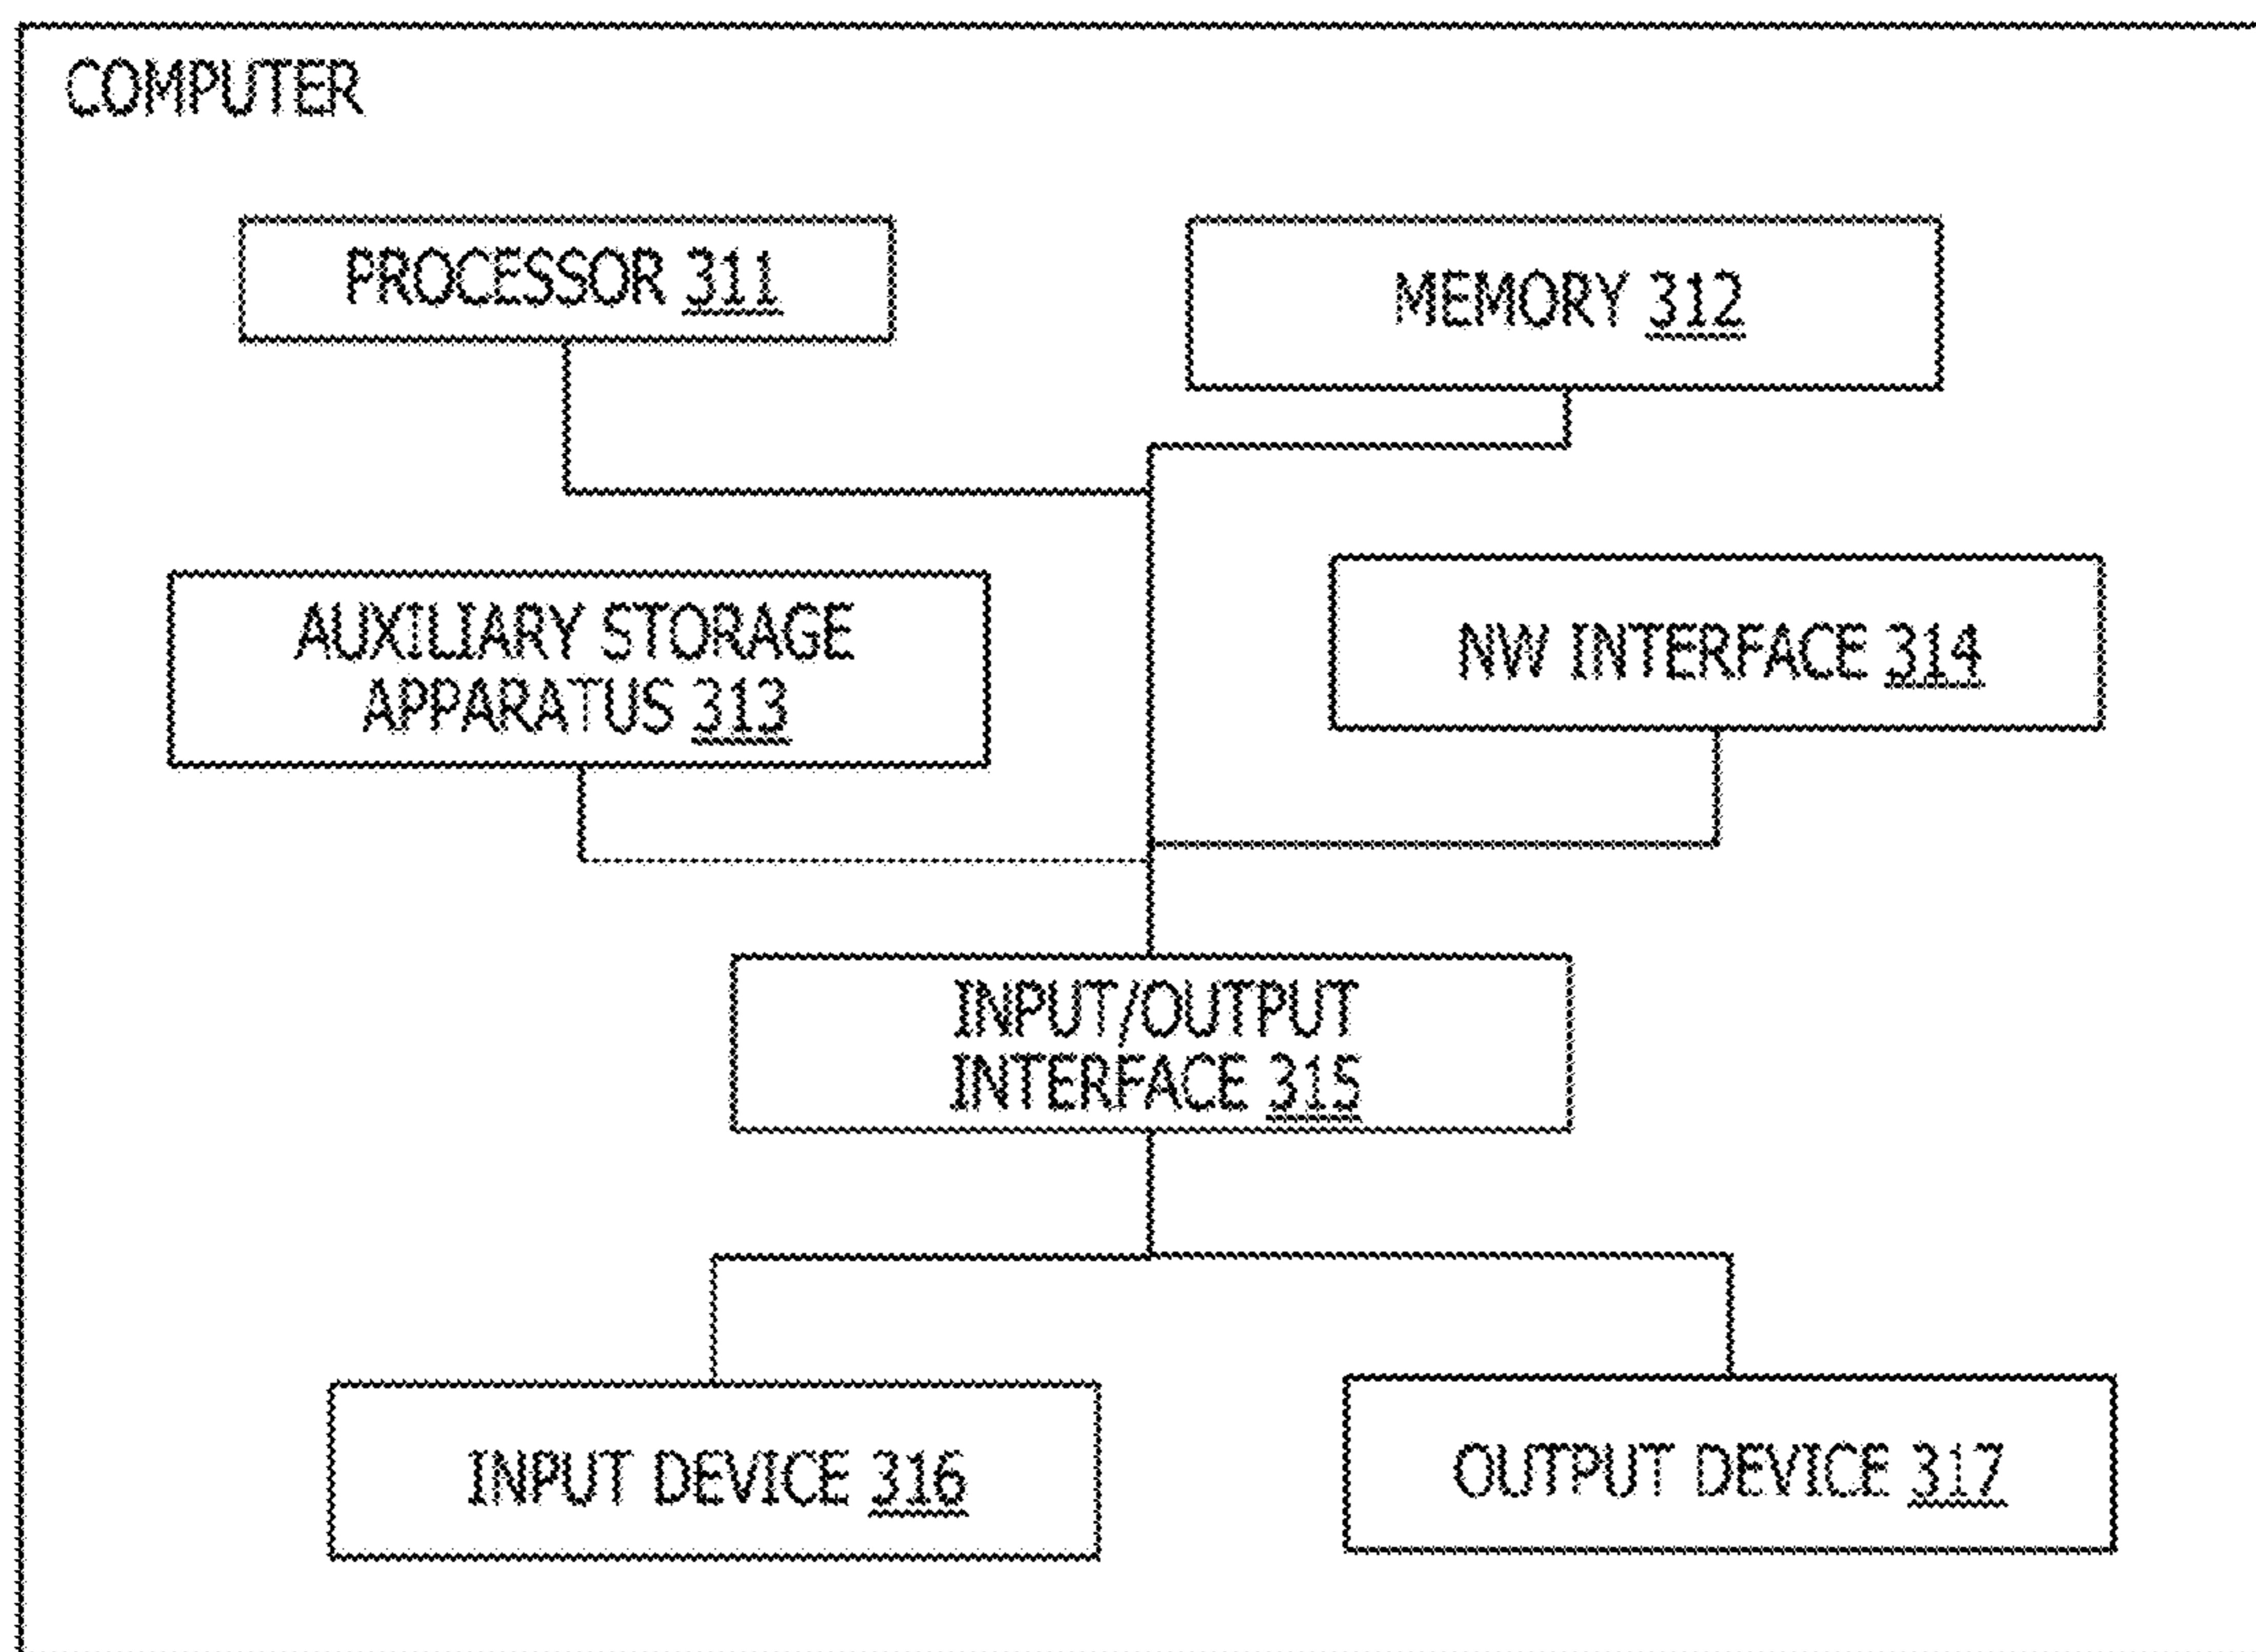 COMPUTER
PROCESSOR 311
MEMORY 312
AUXILIARY STORAGE
APPARATUS 313
NW INTERFACE 314
INPUT/OUTPUT
INTERFACE 315
INPUT DEVICE 316
OUTPUT DEVICE 317